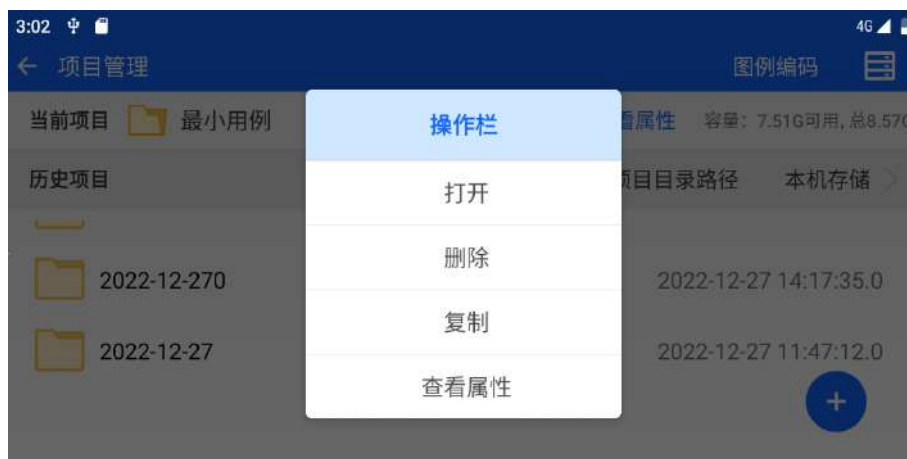 3:02
4G
项目管理
图例编码
当前项目
最小用例
操作栏
看属性
容量: 7.51G可用, 总8.57G
历史项目
打开
项目目录路径
本机存储
删除
2022-12-270
2022-12-27 14:17:35.0
复制
2022-12-27
2022-12-27 11:47:12.0
查看属性